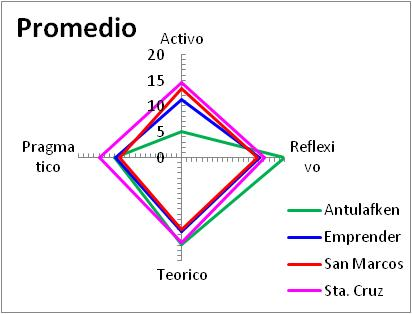 Promedio
Activo
20
15
10
5
0
Pragma
tico
Reflexi
vo
Teorico
Antulafken
Emprender
San Marcos
Sta. Cruz